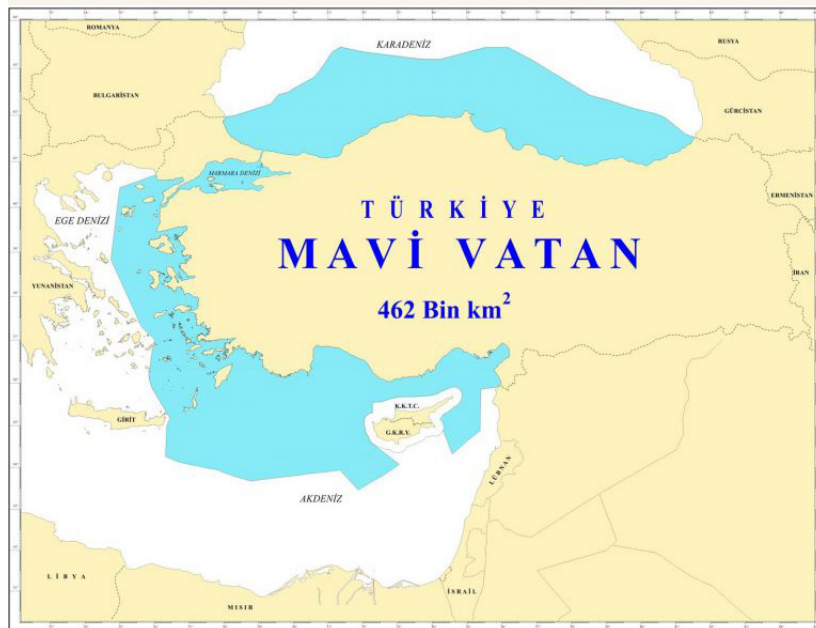 ROMANYA
KARADENİZ
RUSYA
BULGARİSTAN
GÜRCİSTAN
MARMARA DENİZİ
ERMENİSTAN
EGE DENİZİ
TÜRKİYE
MAVİ VATAN
462 Bin km²
YUNANİSTAN
İRAN
K.K.T.C.
G.K.R.Y.
GİRİT
LÜBNAN
AKDENİZ
LİBYA
MISIR
İSRAİL